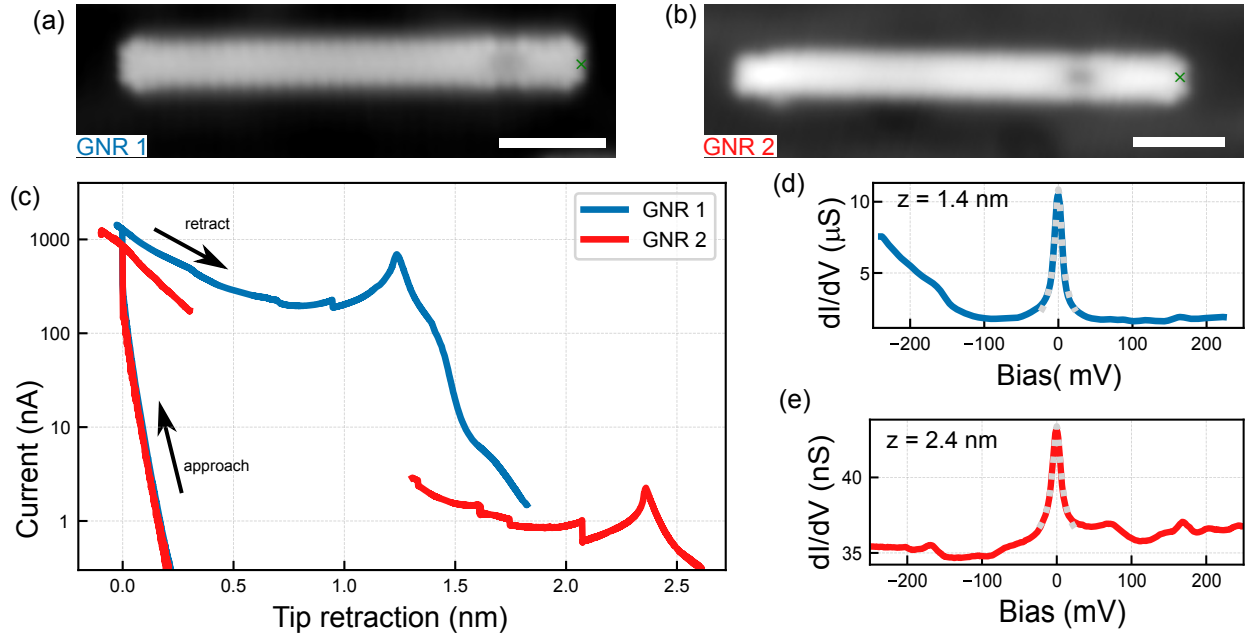 (a)
GNR 1
(b)
GNR 2
(c)
Current (nA)
1000
100
10
1
retract
approach
GNR 1
GNR 2
0.0 0.5 1.0 1.5 2.0 2.5
Tip retraction (nm)
(d)
dI/dV (µS)
10
5
z = 1.4 nm
−200 −100 0 100 200
Bias( mV)
(e)
dI/dV (nS)
40
35
z = 2.4 nm
−200 −100 0 100 200
Bias (mV)